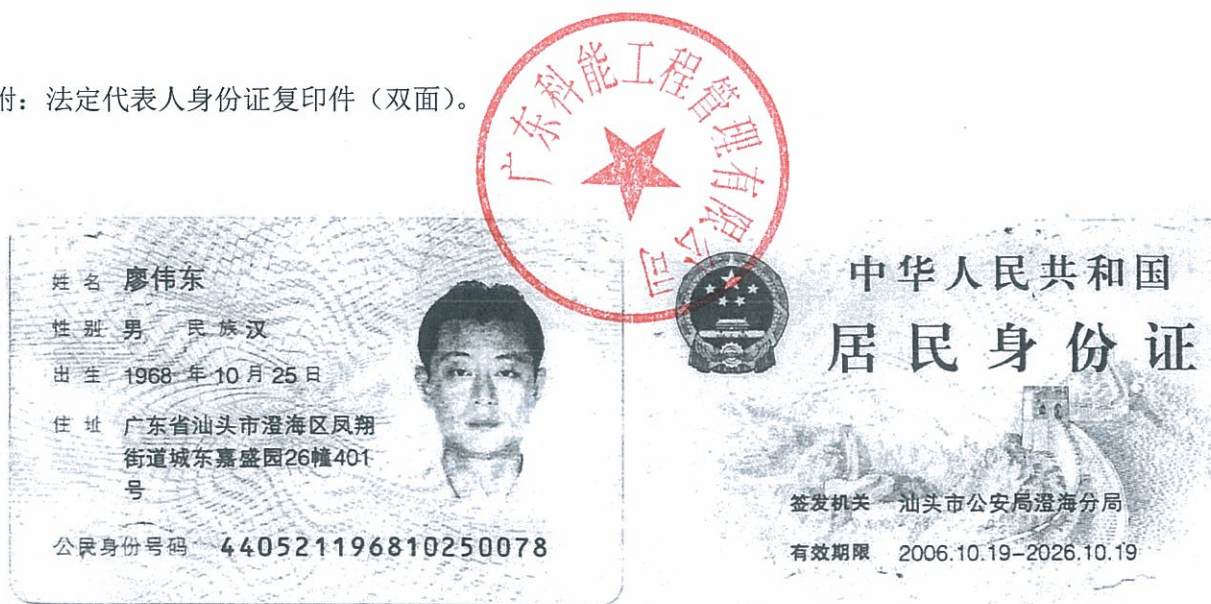 附：法定代表人身份证复印件（双面）。
广东科能工程管理有限公司
姓名 廖伟东
性别 男 民族 汉
出生 1968 年 10 月 25 日
住址 广东省汕头市澄海区凤翔
街道城东嘉盛园26幢401
号
公民身份号码 440521196810250078
中华人民共和国
居民身份证
签发机关 汕头市公安局澄海分局
有效期限 2006.10.19-2026.10.19